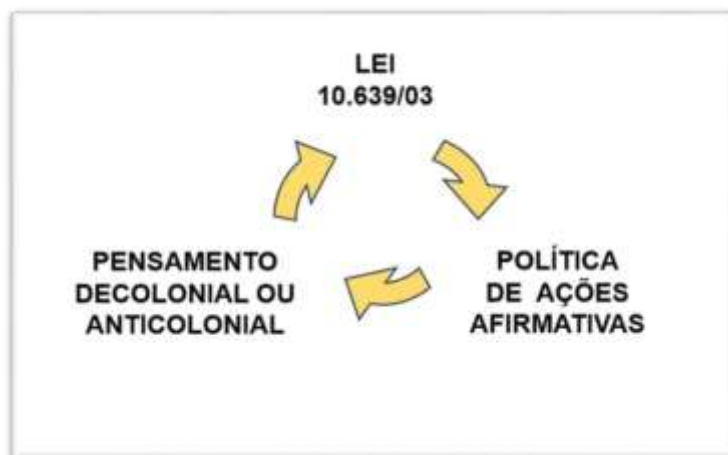 LEI
10.639/03
PENSAMENTO
DECOLONIAL OU
ANTICOLONIAL
POLÍTICA
DE AÇÕES
AFIRMATIVAS